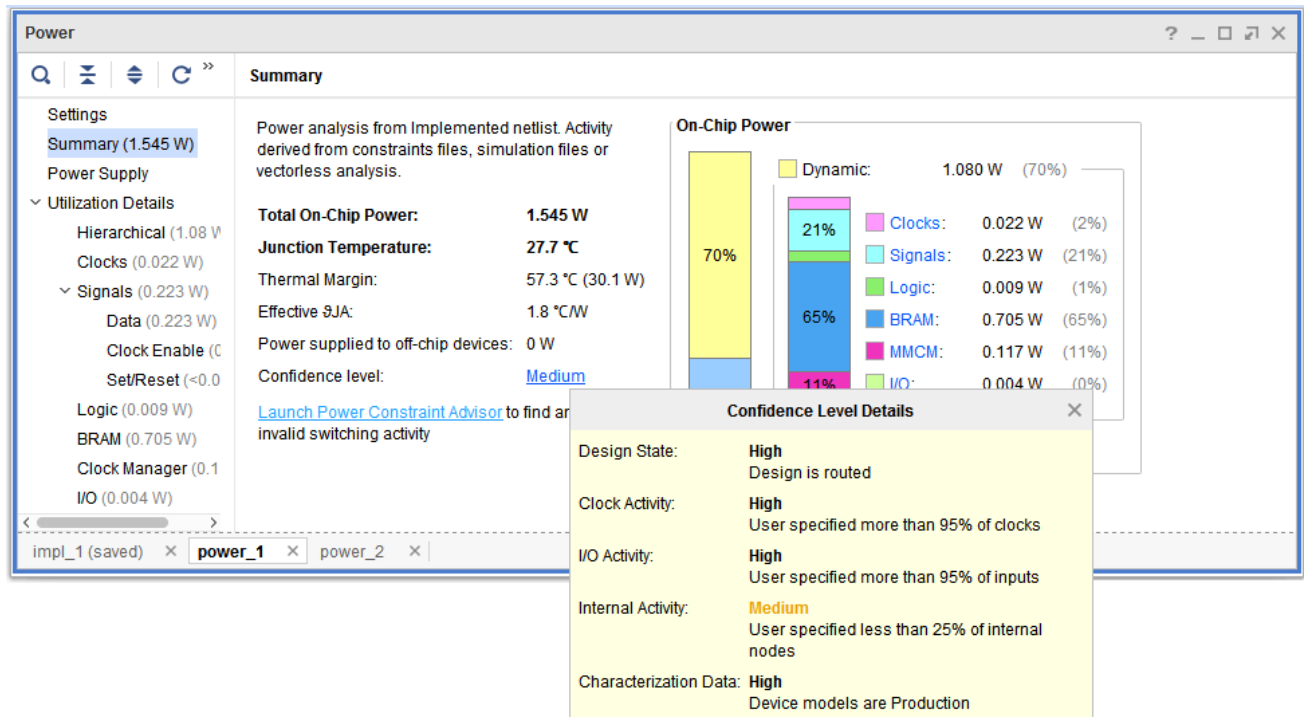 Power
?
»
Summary
Settings
Summary (1.545 W)
Power Supply
Utilization Details
Hierarchical (1.08 W
Clocks (0.022 W)
Signals (0.223 W)
Data (0.223 W)
Clock Enable (0
Set/Reset (<0.0
Logic (0.009 W)
BRAM (0.705 W)
Clock Manager (0.1
I/O (0.004 W)
Power analysis from Implemented netlist. Activity
derived from constraints files, simulation files or
vectorless analysis.
Total On-Chip Power: 1.545 W
Junction Temperature: 27.7 °C
Thermal Margin: 57.3 °C (30.1 W)
Effective ϑJA: 1.8 °C/W
Power supplied to off-chip devices: 0 W
Confidence level: Medium
Launch Power Constraint Advisor to find an
invalid switching activity
On-Chip Power
70%
Dynamic: 1.080 W (70%)
21%
65%
11%
Clocks: 0.022 W (2%)
Signals: 0.223 W (21%)
Logic: 0.009 W (1%)
BRAM: 0.705 W (65%)
MMCM: 0.117 W (11%)
I/O: 0.004 W (0%)
Confidence Level Details
Design State: High
Design is routed
Clock Activity: High
User specified more than 95% of clocks
I/O Activity: High
User specified more than 95% of inputs
Internal Activity: Medium
User specified less than 25% of internal
nodes
Characterization Data: High
Device models are Production
impl_1 (saved)
power_1
power_2